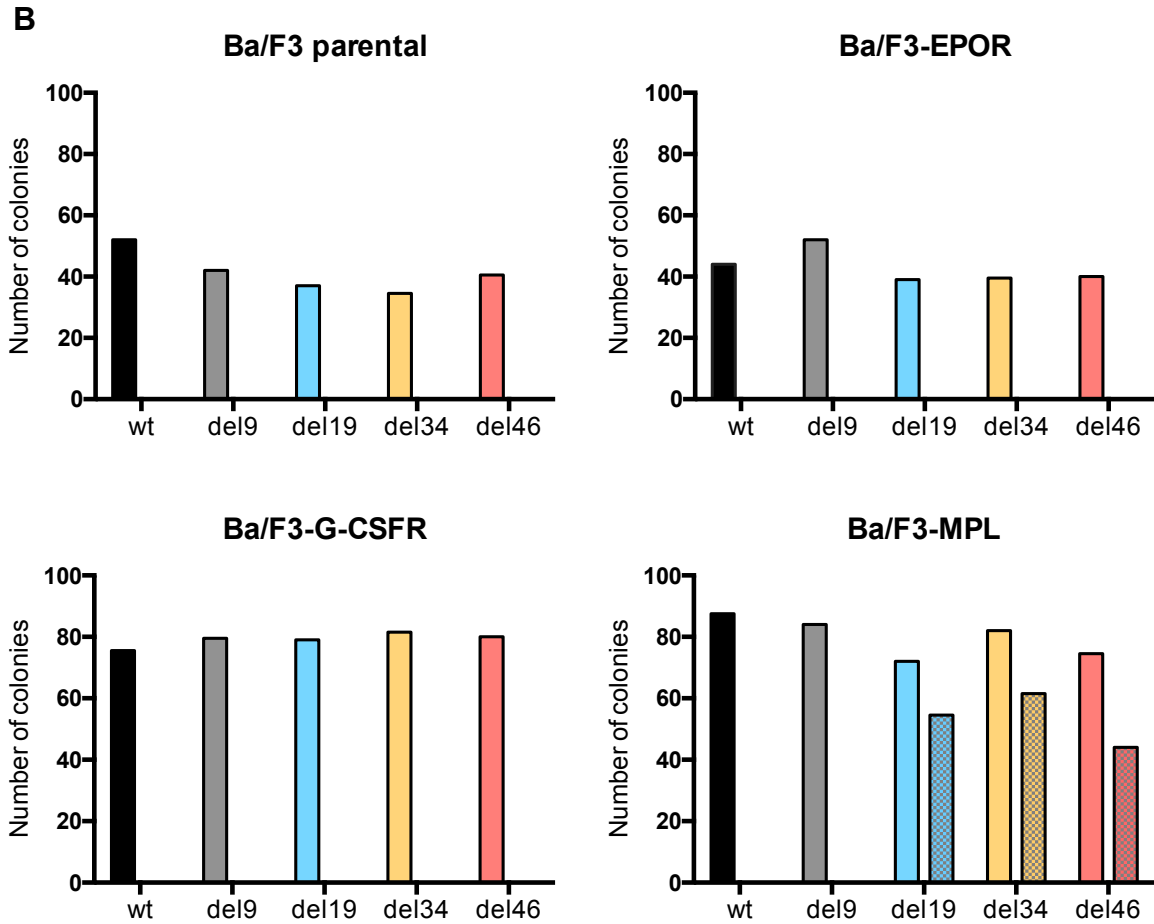 B
Ba/F3 parental
Number of colonies
100
80
60
40
20
0
wt del9 del19 del34 del46
Ba/F3-EPOR
Number of colonies
100
80
60
40
20
0
wt del9 del19 del34 del46
Ba/F3-G-CSFR
Number of colonies
100
80
60
40
20
0
wt del9 del19 del34 del46
Ba/F3-MPL
Number of colonies
100
80
60
40
20
0
wt del9 del19 del34 del46